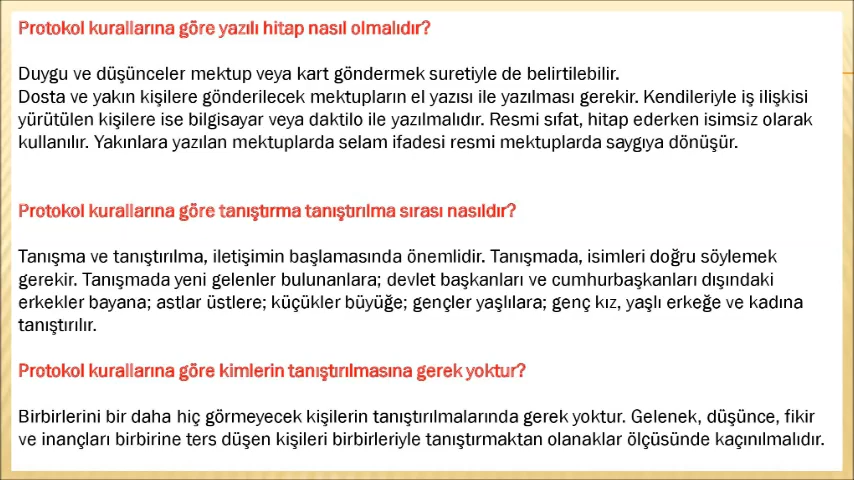 Protokol kurallarına göre yazılı hitap nasıl olmalıdır?
Duygu ve düşünceler mektup veya kart göndermek suretiyle de belirtilebilir.
Dosta ve yakın kişilere gönderilecek mektupların el yazısı ile yazılması gerekir. Kendileriyle iş ilişkisi
yürütülen kişilere ise bilgisayar veya daktilo ile yazılmalıdır. Resmi sıfat, hitap ederken isimsiz olarak
kullanılır. Yakınlara yazılan mektuplarda selam ifadesi resmi mektuplarda saygıya dönüşür.
Protokol kurallarına göre tanıştırma tanıştırılma sırası nasıldır?
Tanışma ve tanıştırılma, iletişimin başlamasında önemlidir. Tanışmada, isimleri doğru söylemek
gerekir. Tanışmada yeni gelenler bulunanlara; devlet başkanları ve cumhurbaşkanları dışındaki
erkekler bayana; astlar üstlere; küçükler büyüğe; gençler yaşlılara; genç kız, yaşlı erkeğe ve kadına
tanıştırılır.
Protokol kurallarına göre kimlerin tanıştırılmasına gerek yoktur?
Birbirlerini bir daha hiç görmeyecek kişilerin tanıştırılmalarında gerek yoktur. Gelenek, düşünce, fikir
ve inançları birbirine ters düşen kişileri birbirleriyle tanıştırmaktan olanaklar ölçüsünde kaçınılmalıdır.